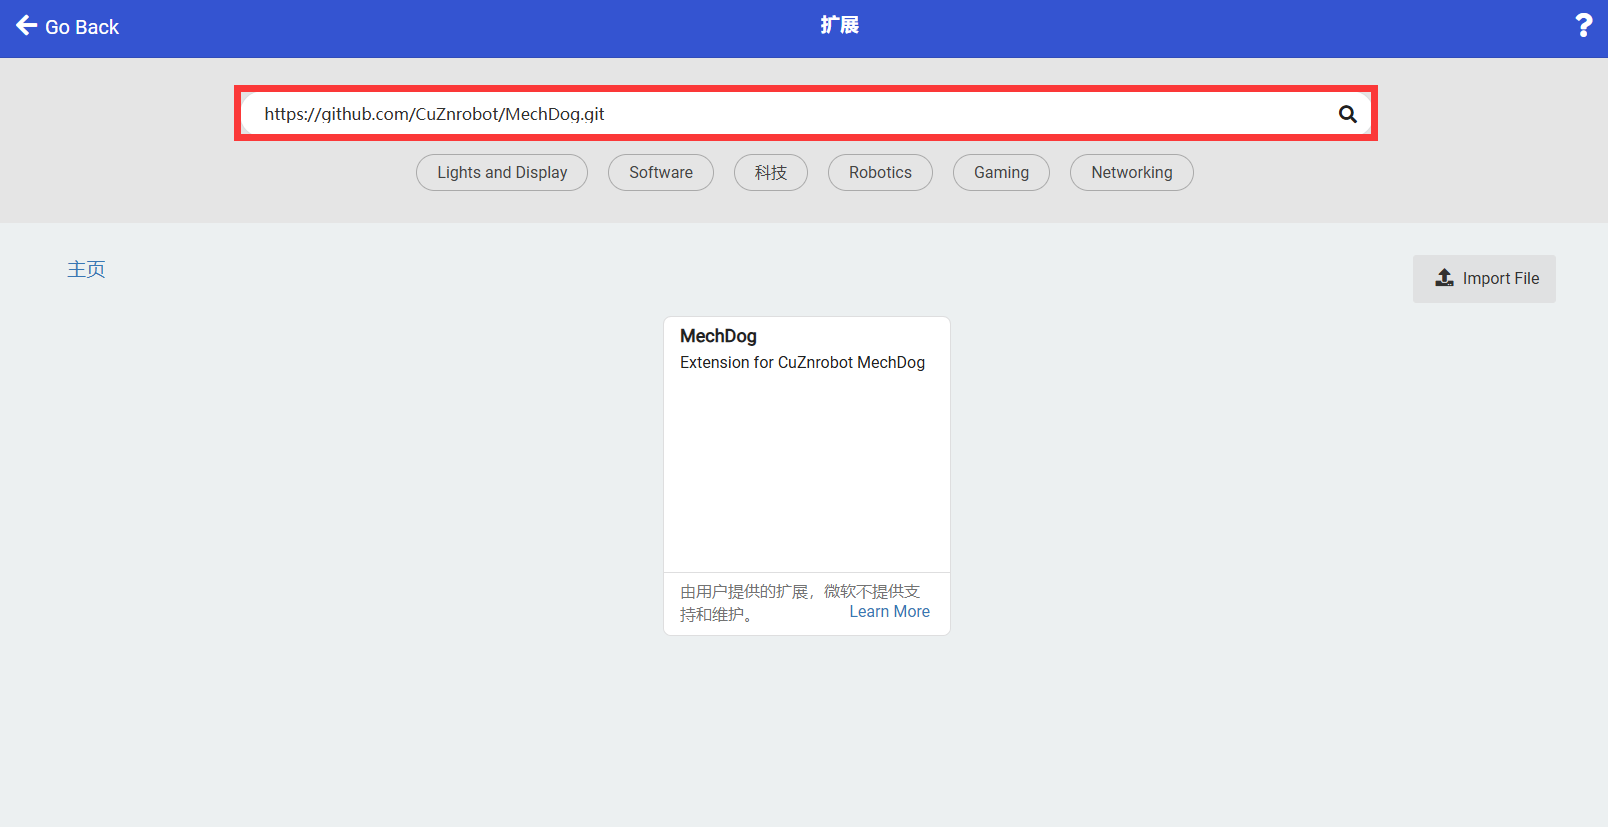 Go Back
扩展
?
https://github.com/CuZnrobot/MechDog.git
Lights and Display
Software
科技
Robotics
Gaming
Networking
主页
Import File
MechDog
Extension for CuZnrobot MechDog
由用户提供的扩展，微软不提供支
持和维护。
Learn More